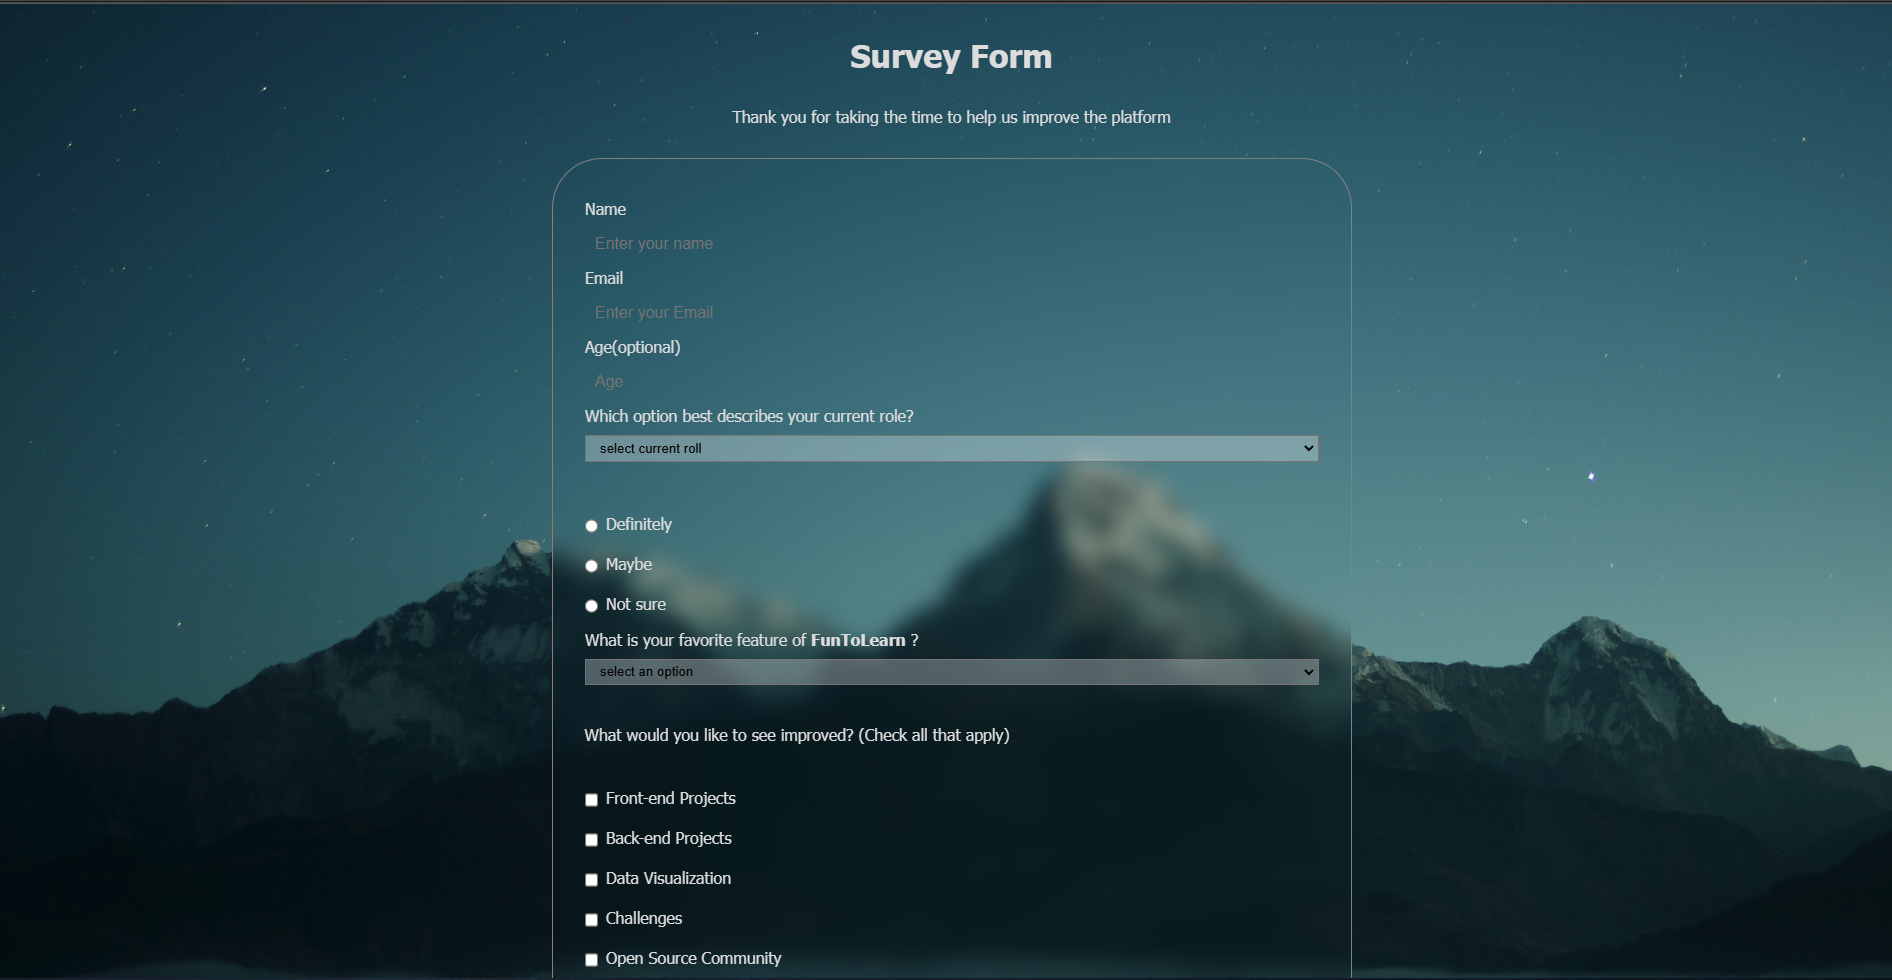 Survey Form
Thank you for taking the time to help us improve the platform
Name
Enter your name
Email
Enter your Email
Age(optional)
Age
Which option best describes your current role?
select current roll
Definitely
Maybe
Not sure
What is your favorite feature of FunToLearn ?
select an option
What would you like to see improved? (Check all that apply)
Front-end Projects
Back-end Projects
Data Visualization
Challenges
Open Source Community